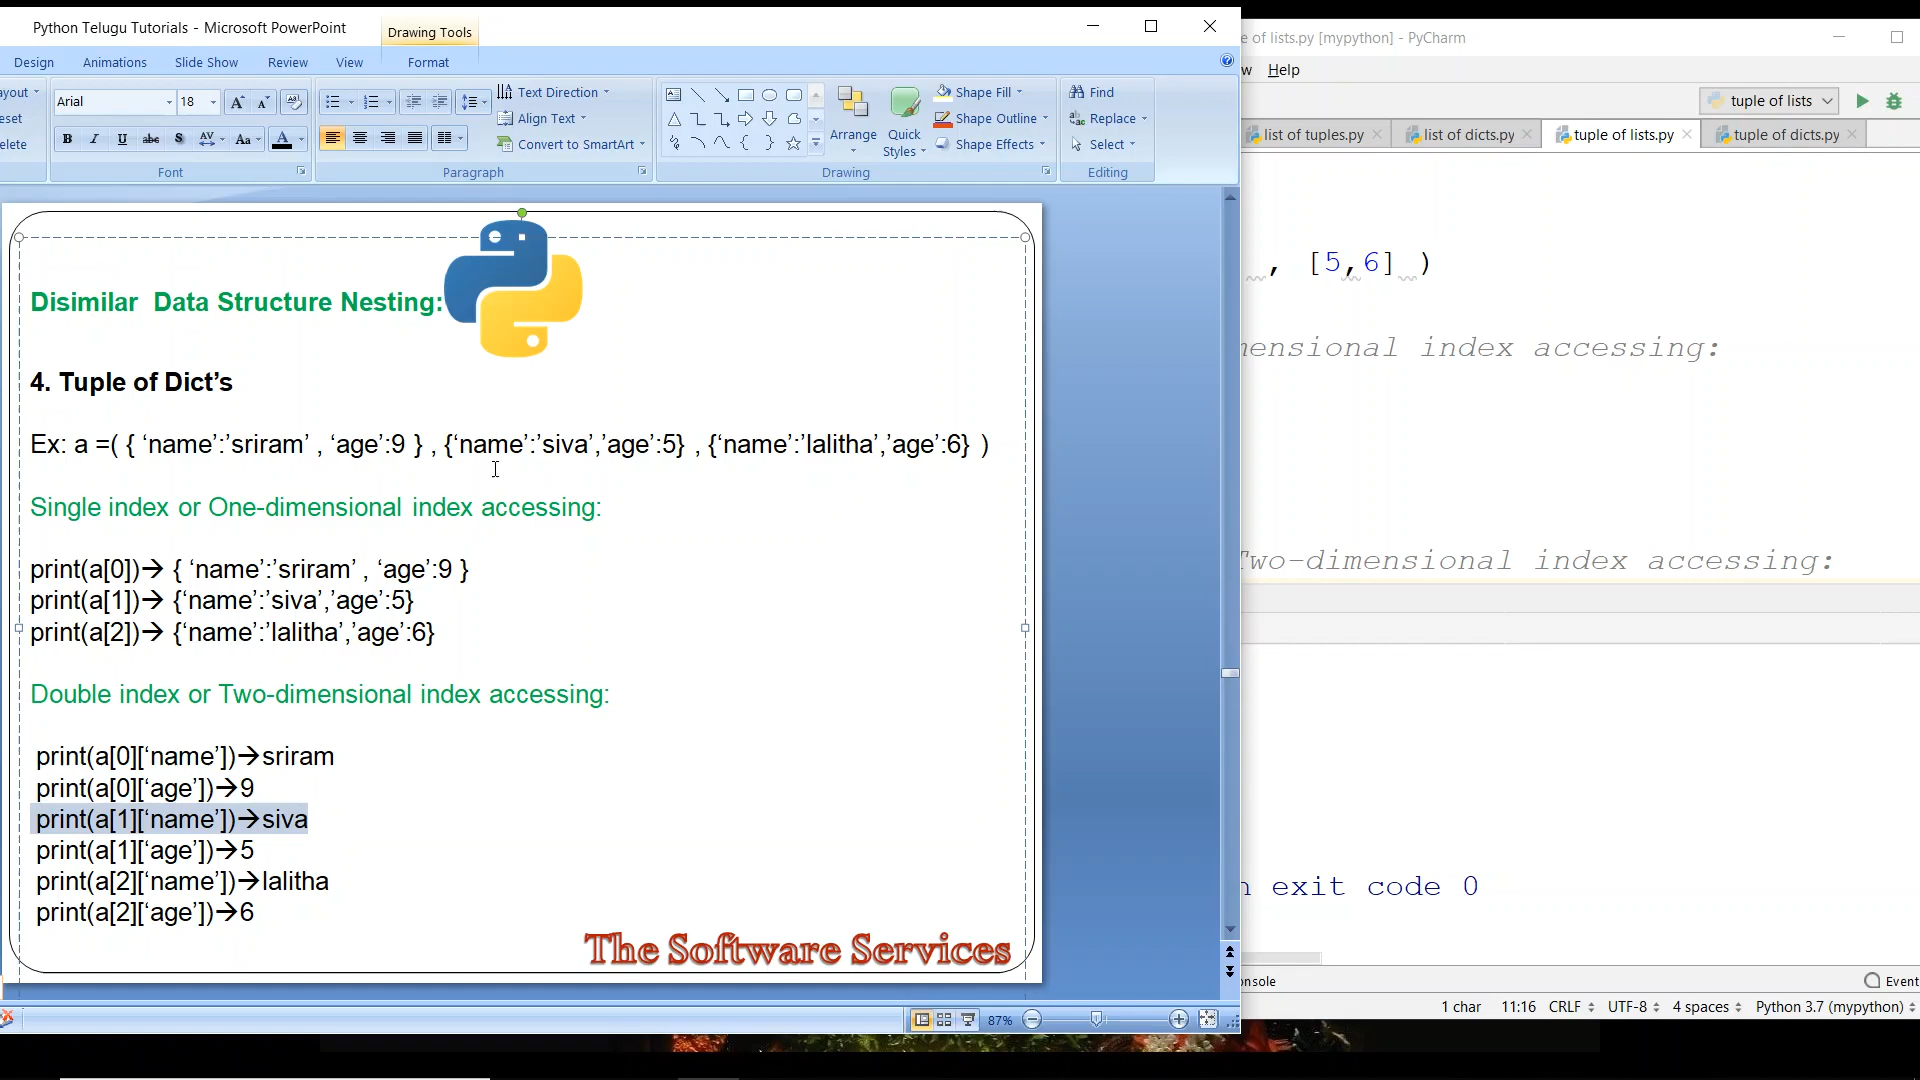 Python Telugu Tutorials - Microsoft PowerPoint
Drawing Tools
Design Animations Slide Show Review View Format
ayout
eset
elete
Arial 18
Font
Text Direction
Align Text
Convert to SmartArt
Paragraph
Arrange
Quick Styles
Shape Fill
Shape Outline
Shape Effects
Drawing
Find
Replace
Select
Editing
Disimilar Data Structure Nesting:
4. Tuple of Dict’s
Ex: a =( { ‘name’:’sriram’ , ‘age’:9 } , {‘name’:’siva’,’age’:5} , {‘name’:’lalitha’,’age’:6} )
Single index or One-dimensional index accessing:
print(a[0])→ { ‘name’:’sriram’ , ‘age’:9 }
print(a[1])→ {‘name’:’siva’,’age’:5}
print(a[2])→ {‘name’:’lalitha’,’age’:6}
Double index or Two-dimensional index accessing:
print(a[0][‘name’])→sriram
print(a[0][‘age’])→9
print(a[1][‘name’])→siva
print(a[1][‘age’])→5
print(a[2][‘name’])→lalitha
print(a[2][‘age’])→6
The Software Services
87%
e of lists.py [mypython] - PyCharm
w Help
tuple of lists
list of tuples.py list of dicts.py tuple of lists.py tuple of dicts.py
, [5,6] )
mensional index accessing:
Two-dimensional index accessing:
n exit code 0
onsole
Event
1 char 11:16 CRLF UTF-8 4 spaces Python 3.7 (mypython)